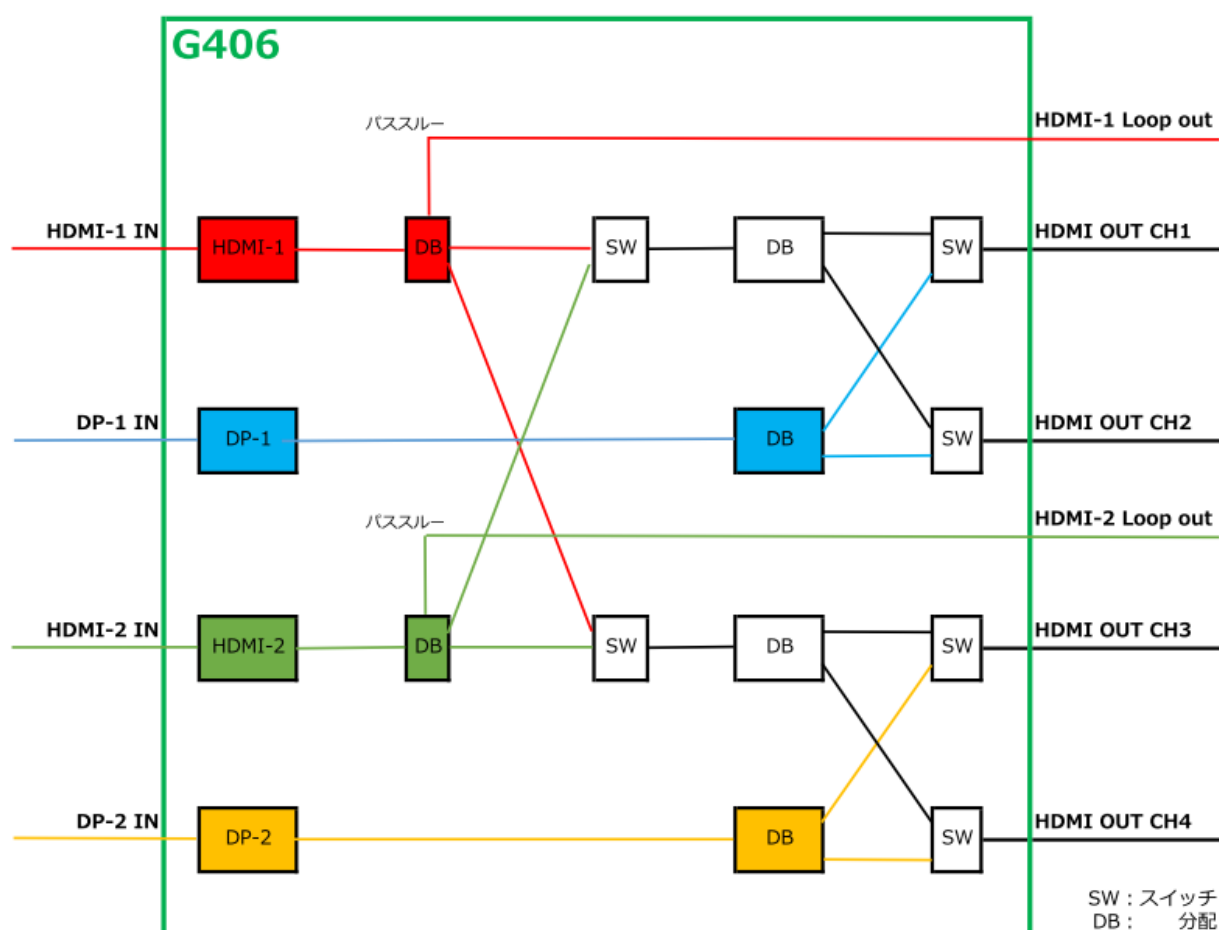 G406
パススルー
HDMI-1 Loop out
HDMI-1 IN
HDMI-1
DB
SW
DB
SW
HDMI OUT CH1
DP-1 IN
DP-1
DB
SW
HDMI OUT CH2
パススルー
HDMI-2 Loop out
HDMI-2 IN
HDMI-2
DB
SW
DB
SW
HDMI OUT CH3
DP-2 IN
DP-2
DB
SW
HDMI OUT CH4
SW：スイッチ
DB： 分配